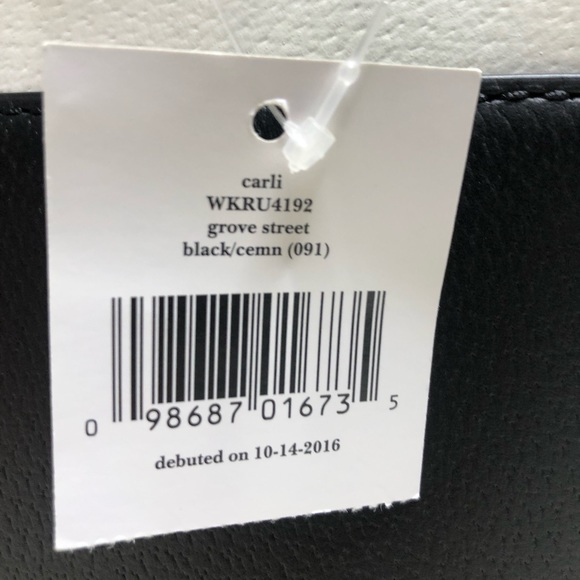 carli
WKRU4192
grove street
black/cemn (091)
0 98687 01673 5
debuted on 10-14-2016